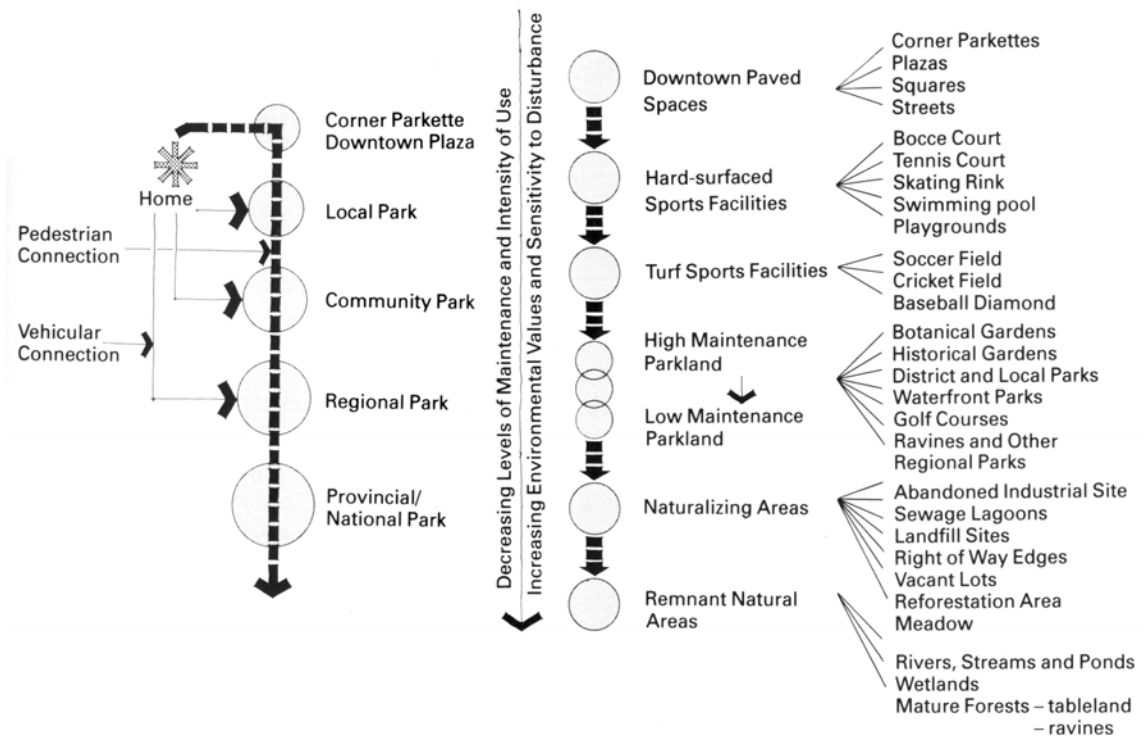 Corner Parkette
Downtown Plaza
Home
Local Park
Pedestrian
Connection
Community Park
Vehicular
Connection
Regional Park
Provincial/
National Park
Decreasing Levels of Maintenance and Intensity of Use
Increasing Environmental Values and Sensitivity to Disturbance
Downtown Paved
Spaces
Corner Parkettes
Plazas
Squares
Streets
Hard-surfaced
Sports Facilities
Bocce Court
Tennis Court
Skating Rink
Swimming pool
Playgrounds
Turf Sports Facilities
Soccer Field
Cricket Field
Baseball Diamond
High Maintenance
Parkland
Low Maintenance
Parkland
Botanical Gardens
Historical Gardens
District and Local Parks
Waterfront Parks
Golf Courses
Ravines and Other
Regional Parks
Naturalizing Areas
Abandoned Industrial Site
Sewage Lagoons
Landfill Sites
Right of Way Edges
Vacant Lots
Reforestation Area
Meadow
Remnant Natural
Areas
Rivers, Streams and Ponds
Wetlands
Mature Forests – tableland
– ravines